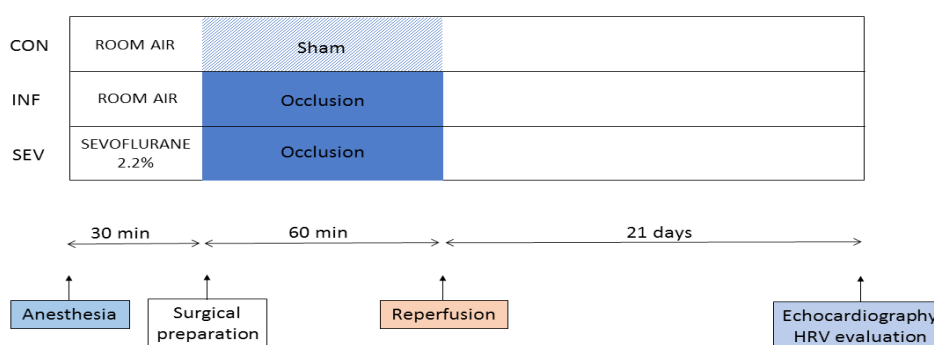 CON
ROOM AIR
Sham
INF
ROOM AIR
Occlusion
SEV
SEVOFLURANE
2.2%
Occlusion
30 min
60 min
21 days
Anesthesia
Surgical
preparation
Reperfusion
Echocardiography
HRV evaluation